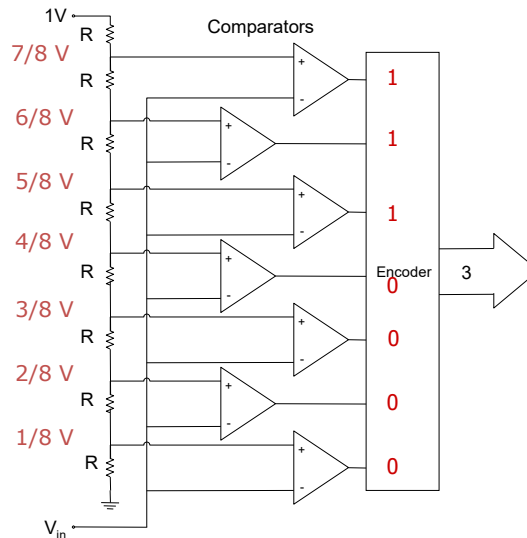 1V
Comparators
R
7/8 V
R
+
-
1
6/8 V
R
+
-
1
5/8 V
R
+
-
1
4/8 V
R
+
-
Encoder
0
3
3/8 V
R
+
-
0
2/8 V
R
+
-
0
1/8 V
R
+
-
0
Vin